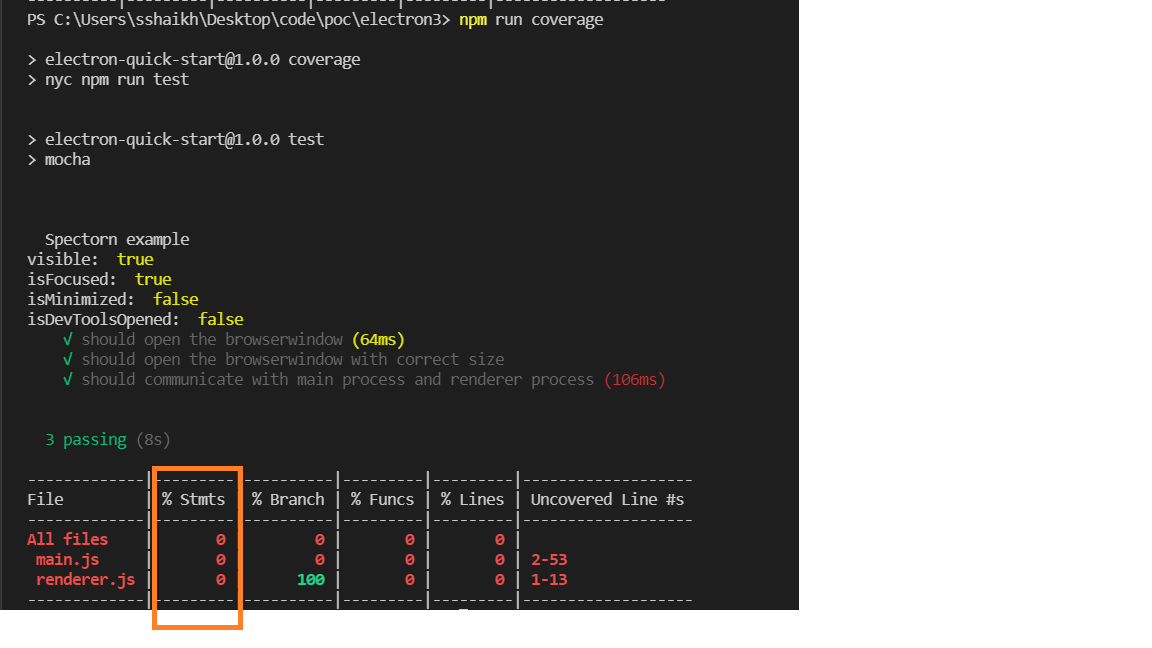 ----------|---------|----------|---------|---------|-------------------
PS C:\Users\sshaikh\Desktop\code\poc\electron3> npm run coverage
> electron-quick-start@1.0.0 coverage
> nyc npm run test
> electron-quick-start@1.0.0 test
> mocha
Spectorn example
visible:  true
isFocused:  true
isMinimized:  false
isDevToolsOpened:  false
√ should open the browserwindow (64ms)
√ should open the browserwindow with correct size
√ should communicate with main process and renderer process (106ms)
3 passing (8s)
-------------|---------|----------|---------|---------|-------------------
File         | % Stmts | % Branch | % Funcs | % Lines | Uncovered Line #s
-------------|---------|----------|---------|---------|-------------------
All files    |       0 |        0 |       0 |       0 |
main.js     |       0 |        0 |       0 |       0 | 2-53
renderer.js |       0 |      100 |       0 |       0 | 1-13
-------------|---------|----------|---------|---------|-------------------